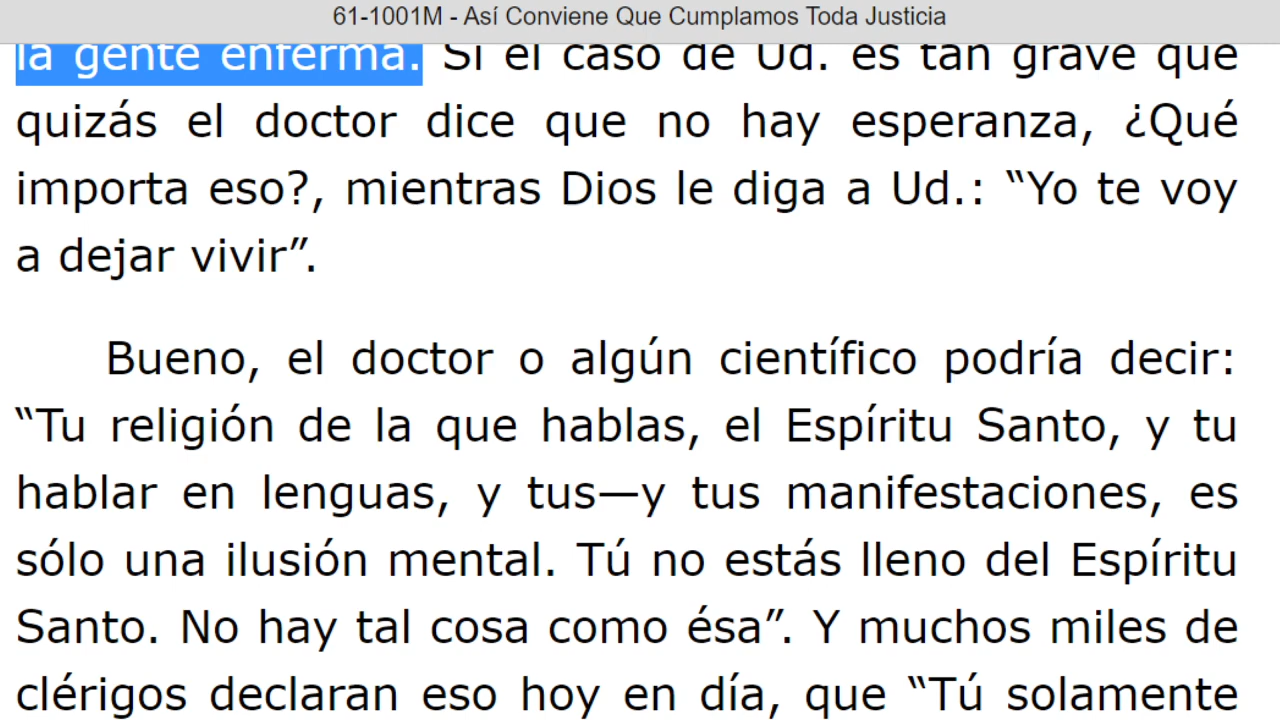 61-1001M - Así Conviene Que Cumplamos Toda Justicia
la gente enferma. Si el caso de Ud. es tan grave que
quizás el doctor dice que no hay esperanza, ¿Qué
importa eso?, mientras Dios le diga a Ud.: “Yo te voy
a dejar vivir”.
Bueno, el doctor o algún científico podría decir:
“Tu religión de la que hablas, el Espíritu Santo, y tu
hablar en lenguas, y tus—y tus manifestaciones, es
sólo una ilusión mental. Tú no estás lleno del Espíritu
Santo. No hay tal cosa como ésa”. Y muchos miles de
clérigos declaran eso hoy en día, que “Tú solamente